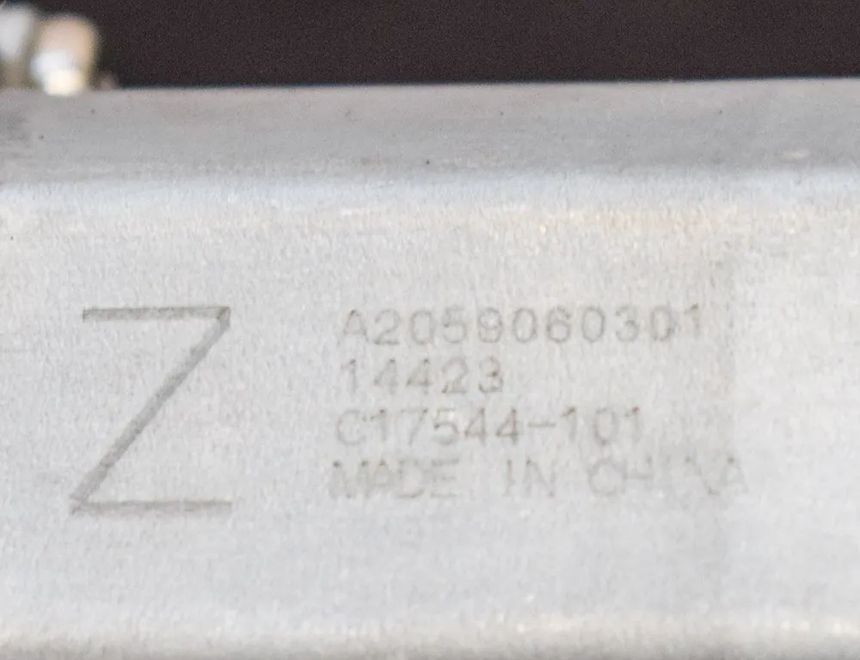 Z
A2059060301
14423
C17544-101
MADE IN CHINA